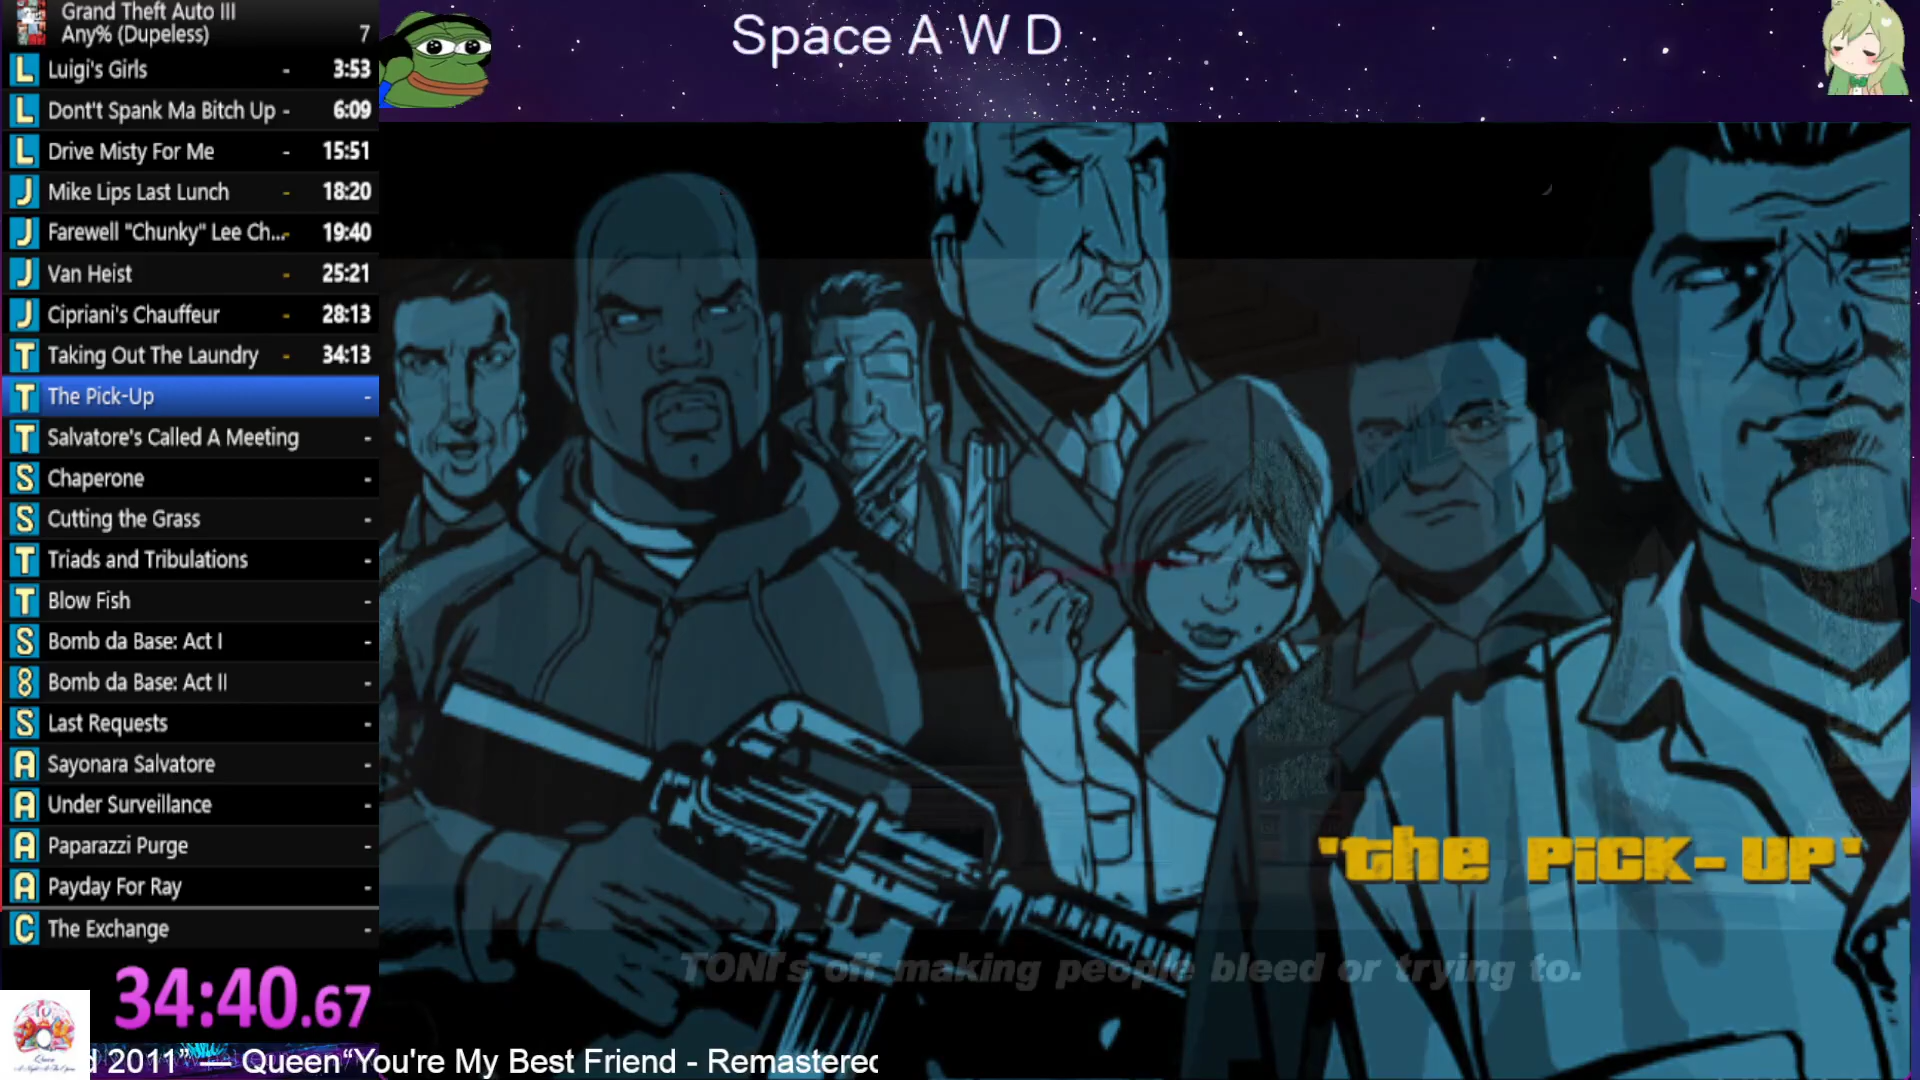 Grand Theft Auto III
Any% (Dupeless) 7
L Luigi's Girls - 3:53
L Dont't Spank Ma Bitch Up - 6:09
L Drive Misty For Me - 15:51
J Mike Lips Last Lunch - 18:20
J Farewell "Chunky" Lee Ch... - 19:40
J Van Heist - 25:21
J Cipriani's Chauffeur - 28:13
T Taking Out The Laundry - 34:13
T The Pick-Up -
T Salvatore's Called A Meeting -
S Chaperone -
S Cutting the Grass -
T Triads and Tribulations -
T Blow Fish -
S Bomb da Base: Act I -
8 Bomb da Base: Act II -
S Last Requests -
A Sayonara Salvatore -
A Under Surveillance -
A Paparazzi Purge -
A Payday For Ray -
C The Exchange -
34:40.67
Space A W D
'the Pick-Up'
TONI's off making people bleed or trying to.
d 2011” — Queen“You're My Best Friend - Remastered